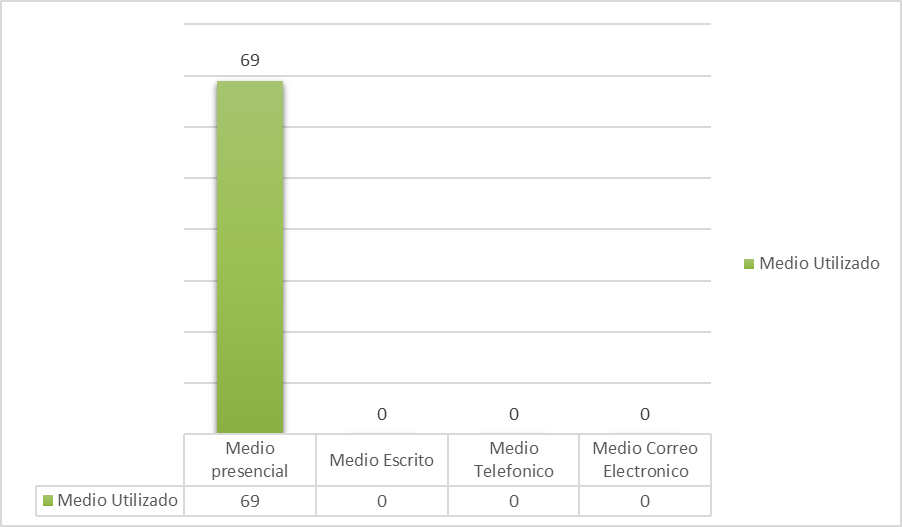 69
0 0 0
Medio Utilizado
Medio presencial
Medio Escrito
Medio Telefonico
Medio Correo Electronico
Medio Utilizado 69 0 0 0